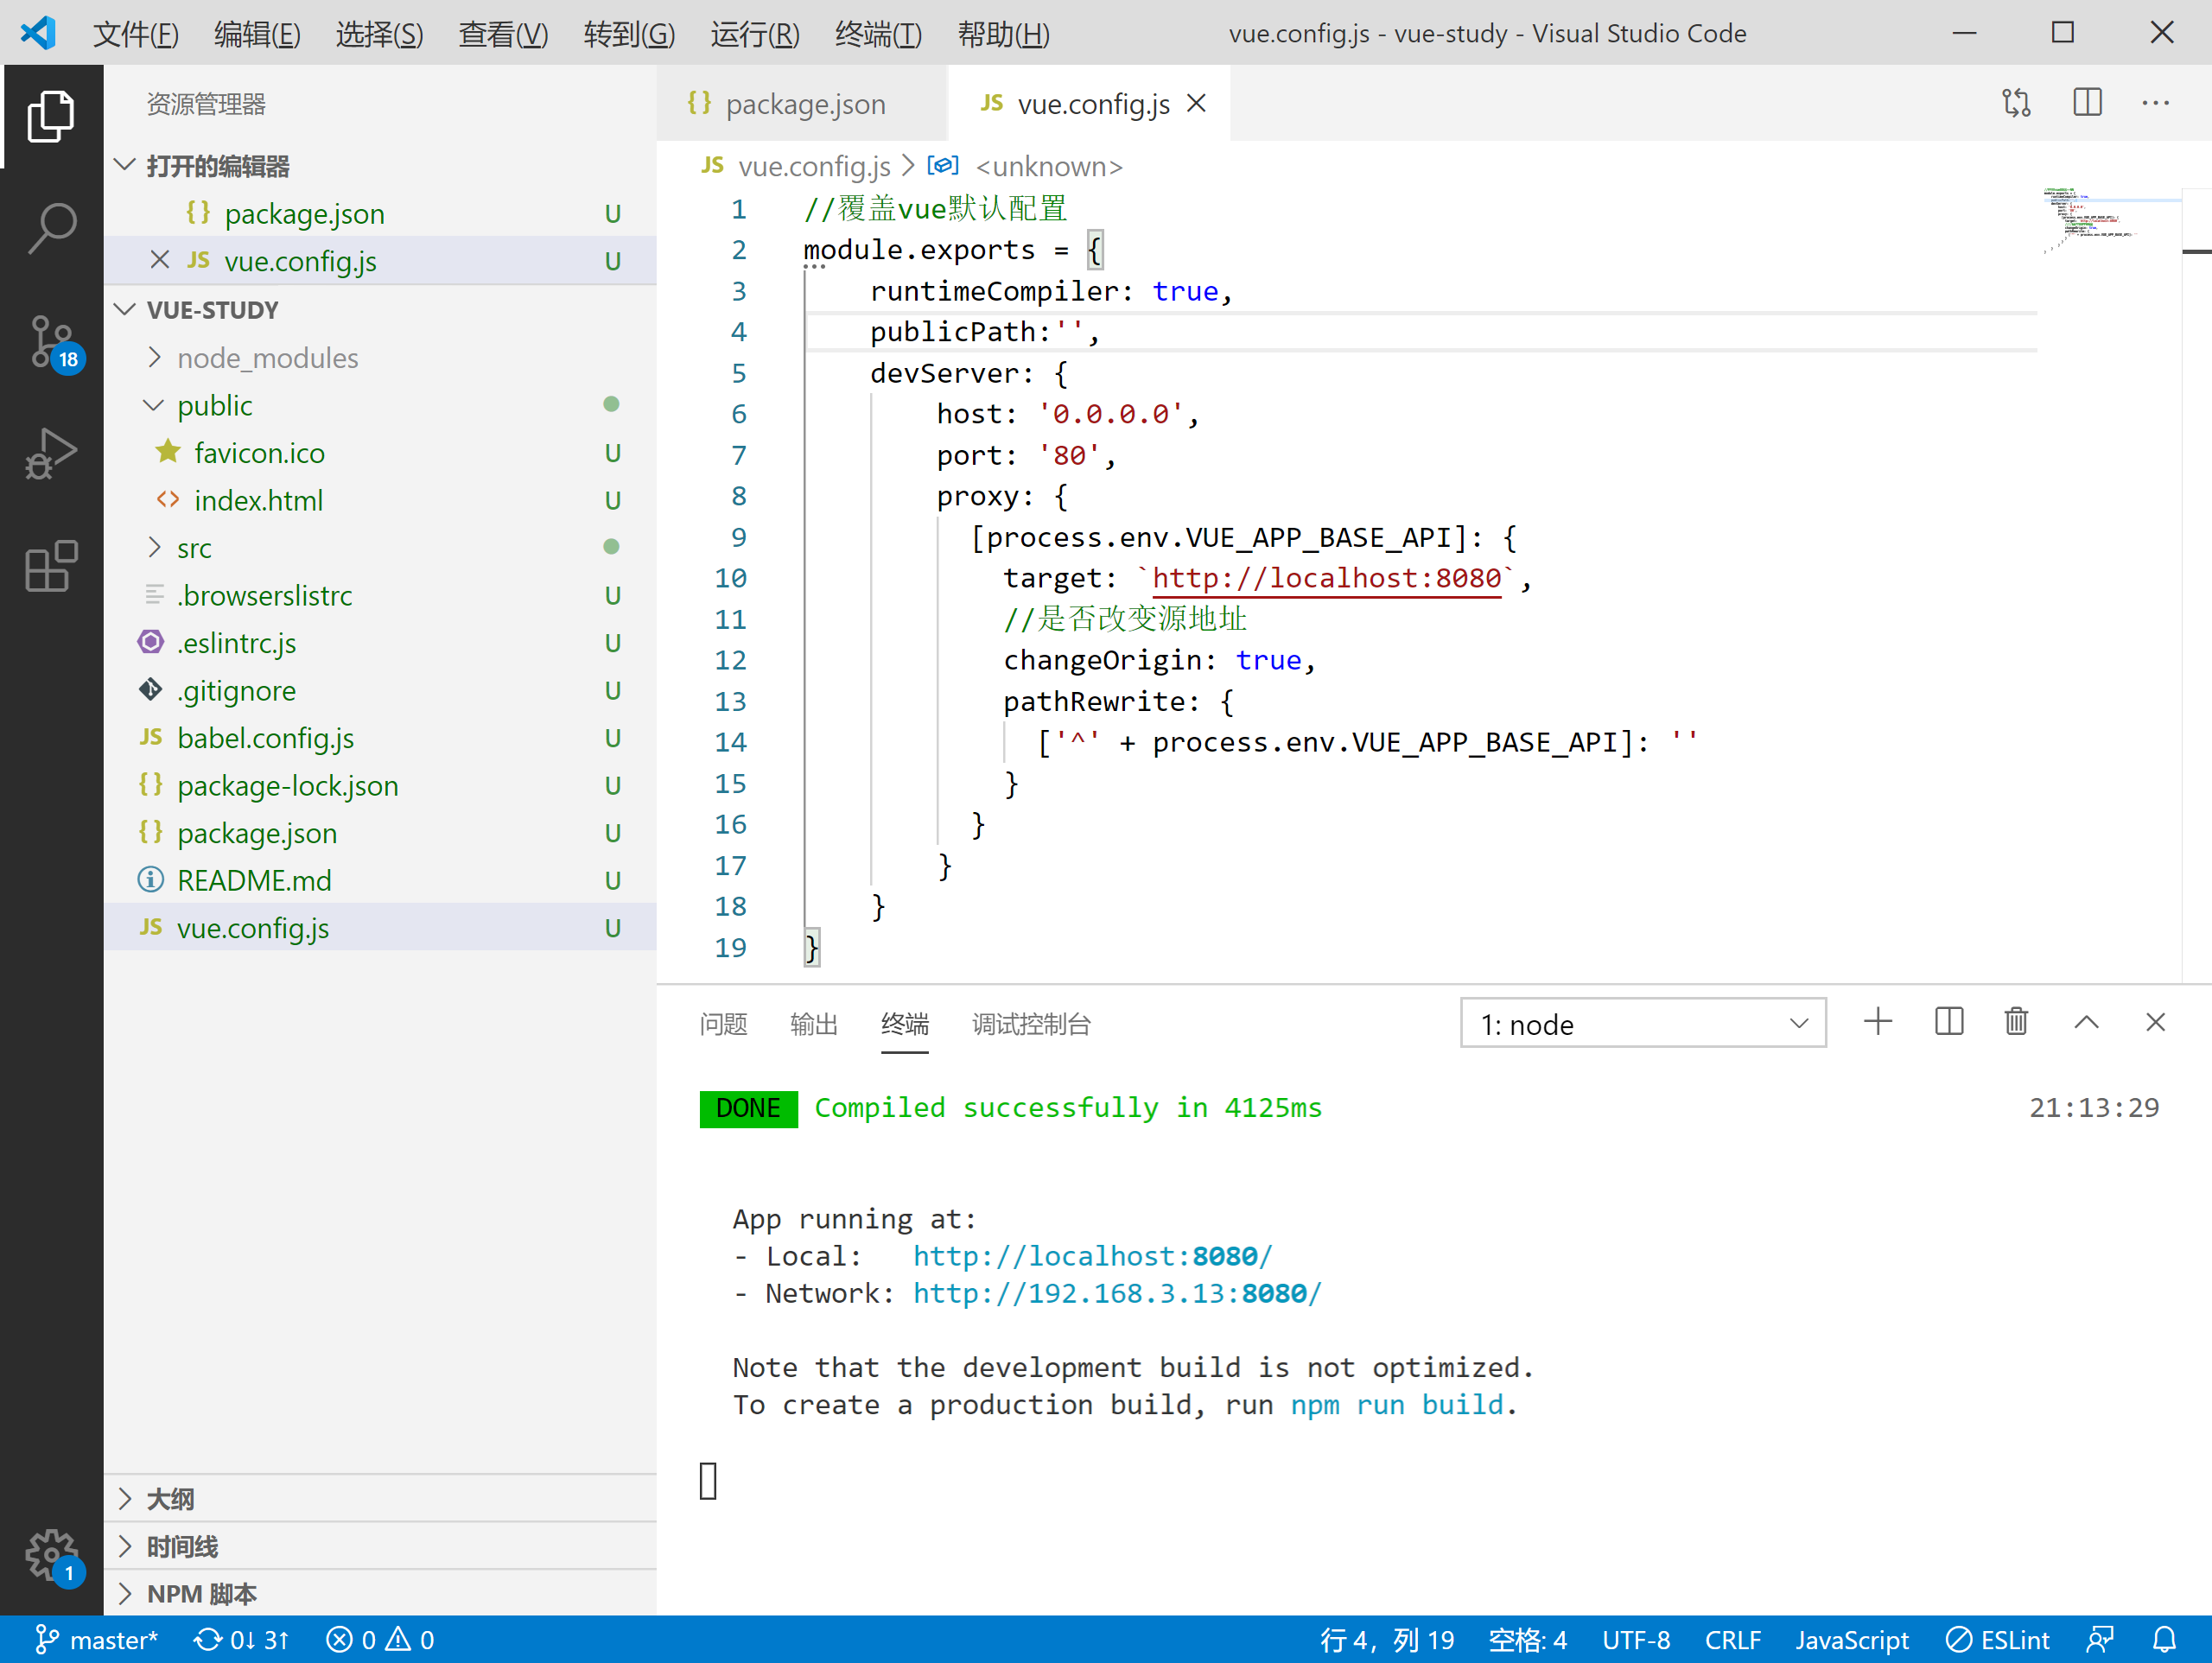 文件(F) 编辑(E) 选择(S) 查看(V) 转到(G) 运行(R) 终端(T) 帮助(H) vue.config.js - vue-study - Visual Studio Code
资源管理器
打开的编辑器
package.json U
JS vue.config.js U
VUE-STUDY
node_modules
public
favicon.ico U
index.html U
src
.browserslistrc U
.eslintrc.js U
.gitignore U
JS babel.config.js U
{} package-lock.json U
{} package.json U
README.md U
JS vue.config.js U
大纲
时间线
NPM 脚本
18
1
{} package.json JS vue.config.js
JS vue.config.js > <unknown>
1 //覆盖vue默认配置
2 module.exports = {
3 runtimeCompiler: true,
4 publicPath:'',
5 devServer: {
6 host: '0.0.0.0',
7 port: '80',
8 proxy: {
9 [process.env.VUE_APP_BASE_API]: {
10 target: `http://localhost:8080`,
11 //是否改变源地址
12 changeOrigin: true,
13 pathRewrite: {
14 ['^' + process.env.VUE_APP_BASE_API]: ''
15 }
16 }
17 }
18 }
19 }
问题 输出 终端 调试控制台 1: node
DONE Compiled successfully in 4125ms 21:13:29
App running at:
- Local: http://localhost:8080/
- Network: http://192.168.3.13:8080/
Note that the development build is not optimized.
To create a production build, run npm run build.
master* 0↓ 3↑ 0 0 行 4，列 19 空格: 4 UTF-8 CRLF JavaScript ESLint